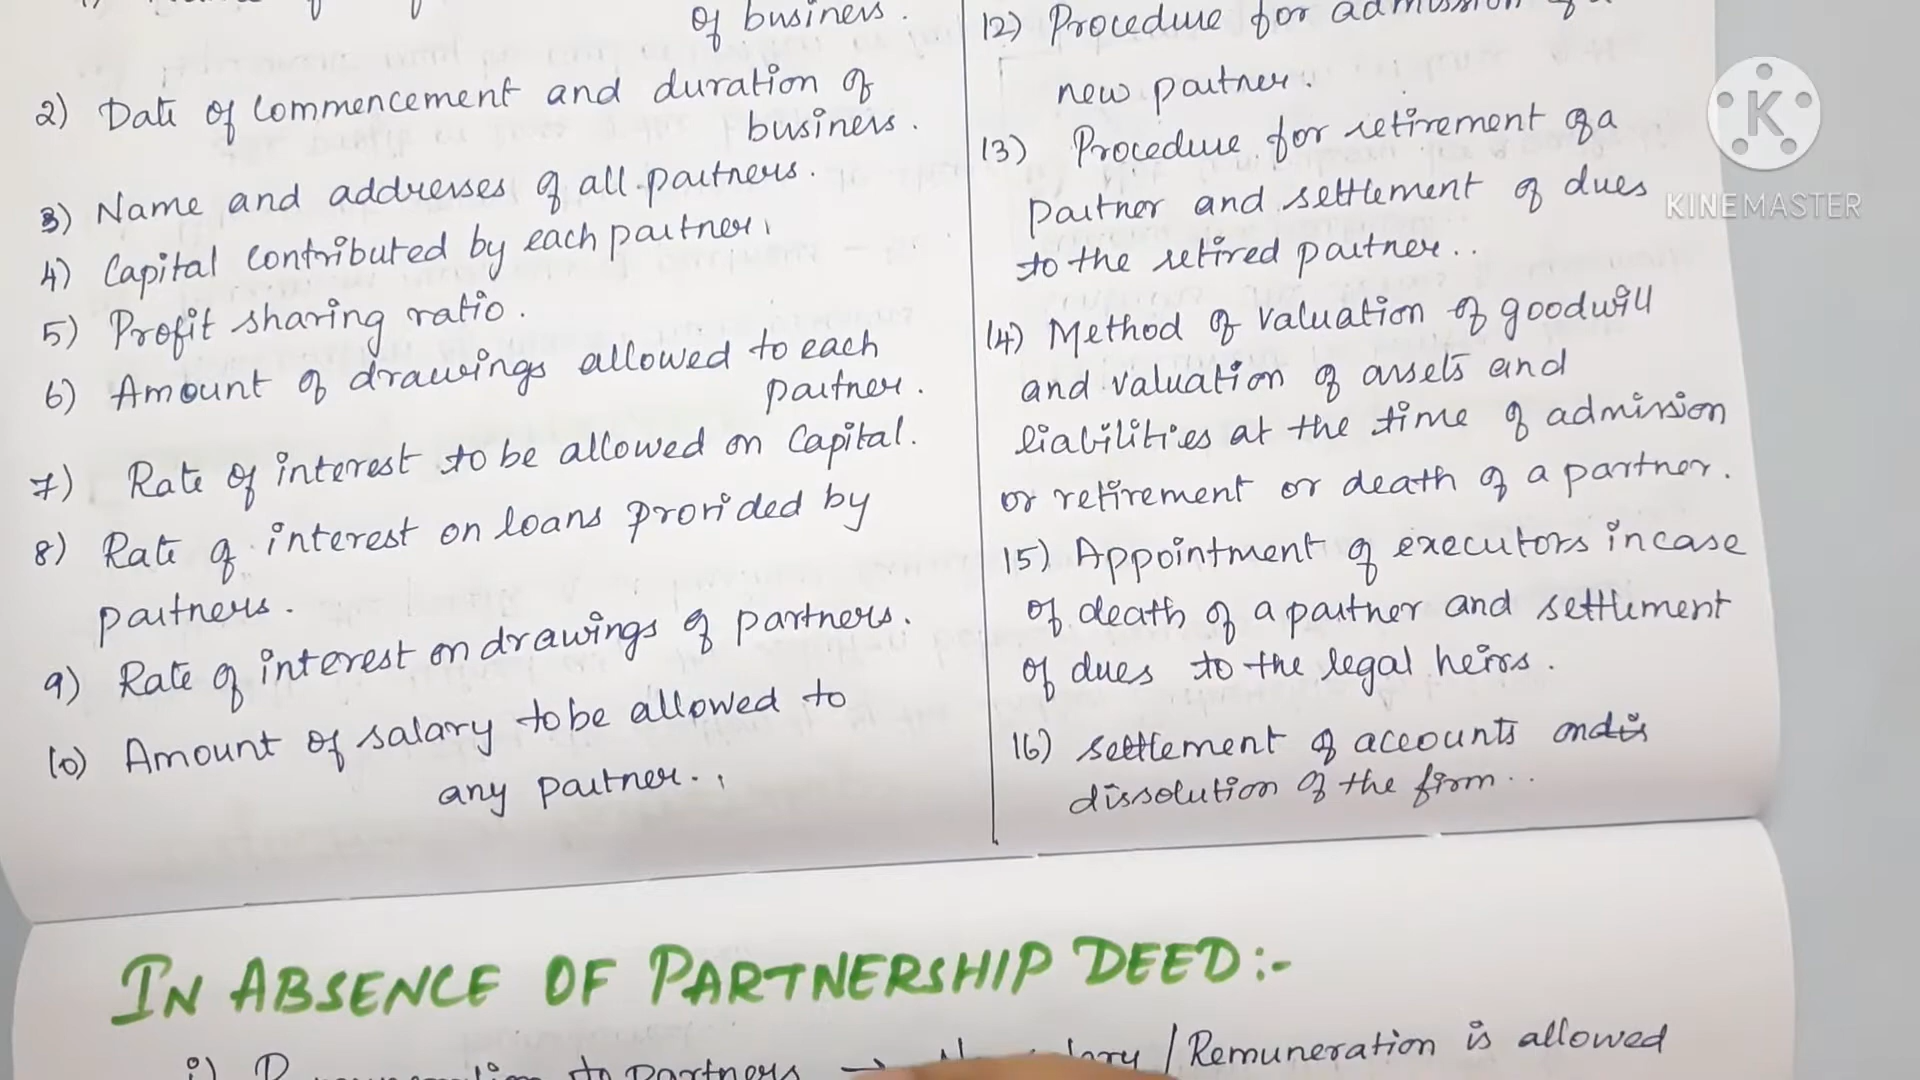 of business.
2) Date of Commencement and duration of
business.
3) Name and addresses of all partners.
4) Capital contributed by each partner.
5) Profit sharing ratio.
6) Amount of drawings allowed to each
partner.
7) Rate of interest to be allowed on Capital.
8) Rate of interest on loans provided by
partners.
9) Rate of interest on drawings of partners.
10) Amount of salary to be allowed to
any partner.
12) Procedure for admission of a
new partner.
13) Procedure for retirement of a
partner and settlement of dues
to the retired partner..
14) Method of valuation of goodwill
and valuation of assets and
liabilities at the time of admission
or retirement or death of a partner.
15) Appointment of executors incase
of death of a partner and settlement
of dues to the legal heirs.
16) settlement of accounts
dissolution of the firm..
IN ABSENCE OF PARTNERSHIP DEED:-
i) to partners → / Remuneration is allowed
K
KINEMASTER